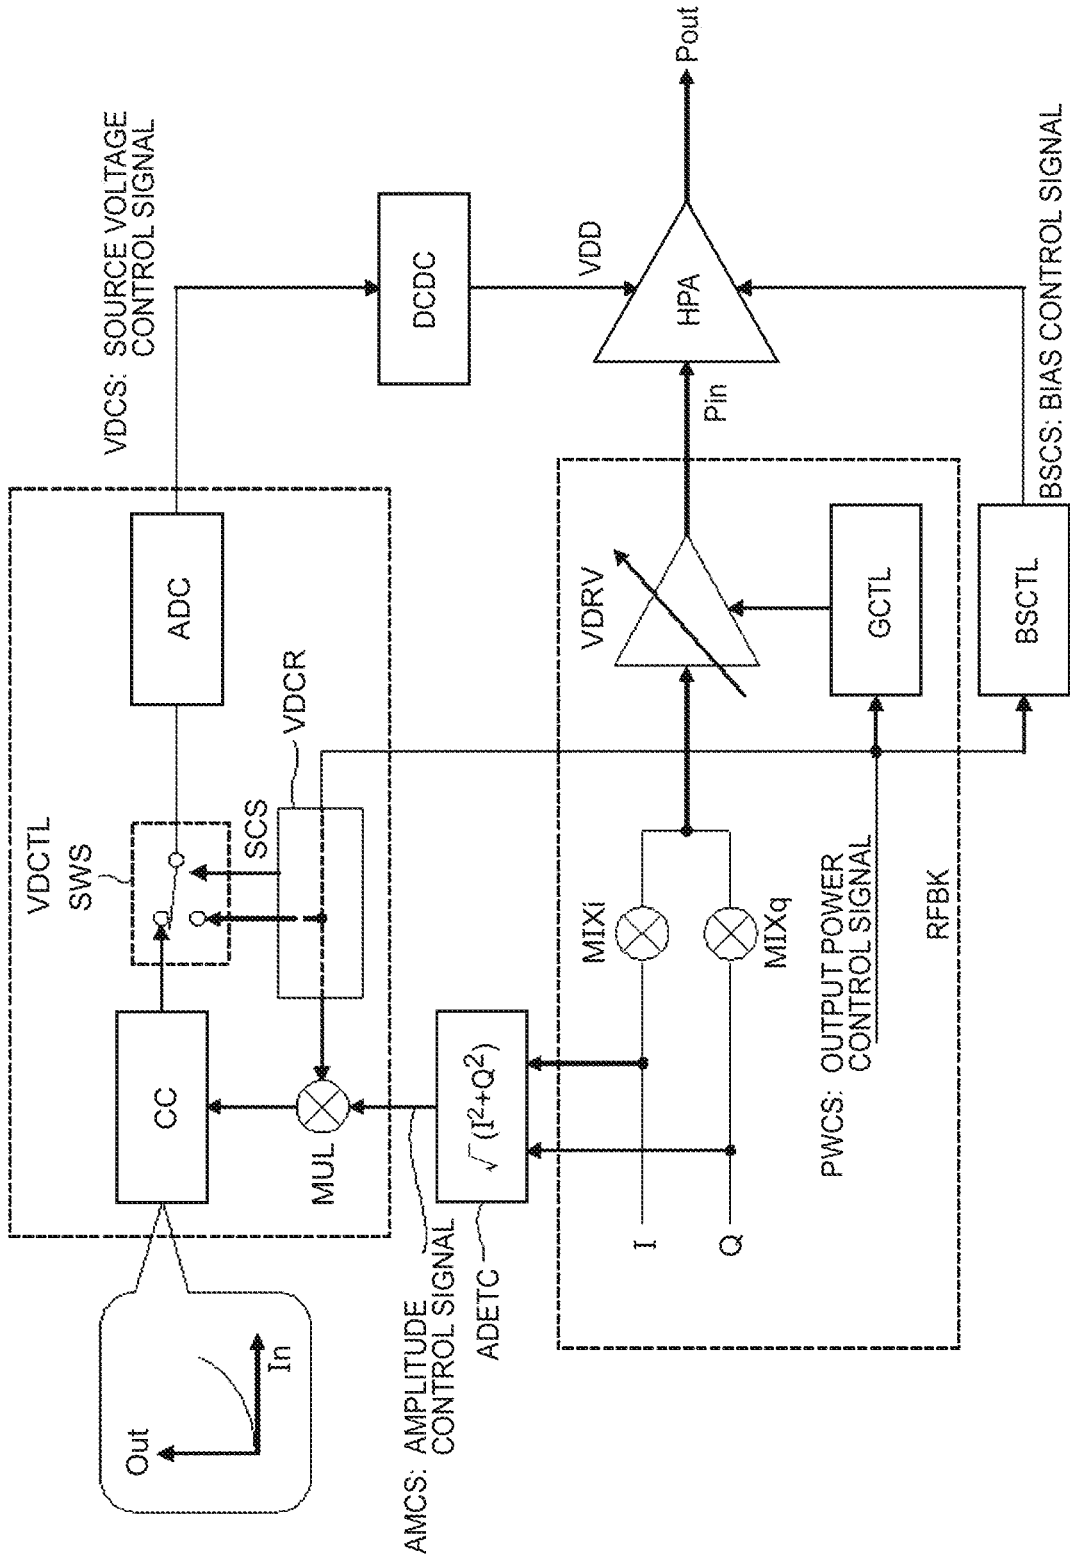 VDCS: SOURCE VOLTAGE
CONTROL SIGNAL
VDCTL
SWS
ADC
CC
Out
In
SCS
VDCR
MUL
DCDC
VDD
AMCS: AMPLITUDE
CONTROL SIGNAL
√(I²+Q²)
ADETC
HPA
Pin
Pout
VDRV
MIXi
MIXq
I
Q
GCTL
PWCS: OUTPUT POWER
CONTROL SIGNAL
RFBK
BSCTL
BSCS: BIAS CONTROL SIGNAL